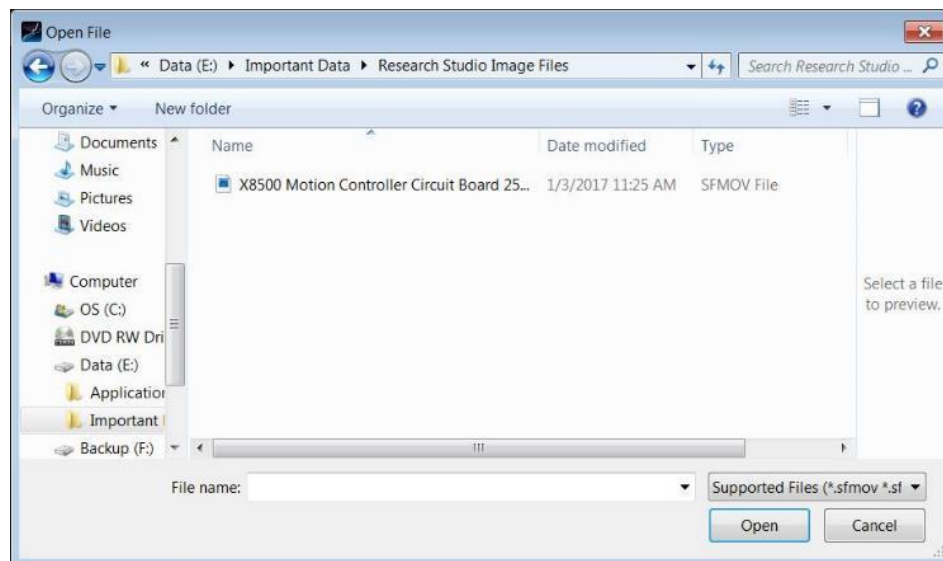 Open File
« Data (E:) ▸ Important Data ▸ Research Studio Image Files
Search Research Studio ...
Organize New folder
Documents
Music
Pictures
Videos
Computer
OS (C:)
DVD RW Dri
Data (E:)
Application
Important
Backup (F:)
Name Date modified Type
X8500 Motion Controller Circuit Board 25... 1/3/2017 11:25 AM SFMOV File
Select a file
to preview.
File name: Supported Files (*.sfmov *.sf
Open Cancel